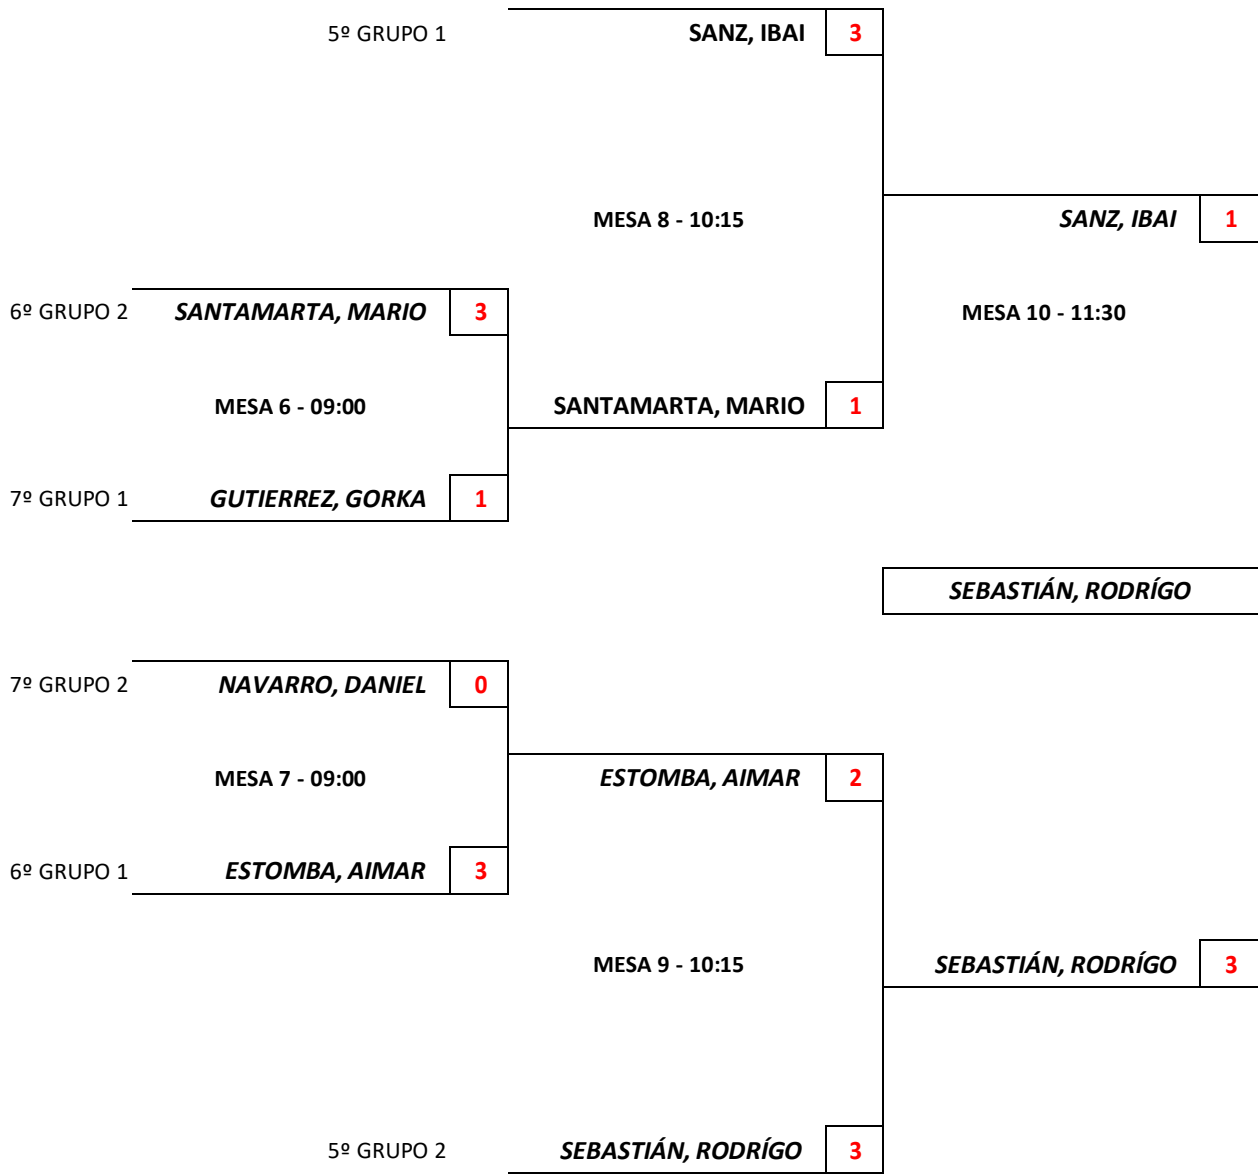 5º GRUPO 1 SANZ, IBAI 3
MESA 8 - 10:15 SANZ, IBAI 1
6º GRUPO 2 SANTAMARTA, MARIO 3 MESA 10 - 11:30
MESA 6 - 09:00 SANTAMARTA, MARIO 1
7º GRUPO 1 GUTIERREZ, GORKA 1
SEBASTIÁN, RODRÍGO
7º GRUPO 2 NAVARRO, DANIEL 0
MESA 7 - 09:00 ESTOMBA, AIMAR 2
6º GRUPO 1 ESTOMBA, AIMAR 3
MESA 9 - 10:15 SEBASTIÁN, RODRÍGO 3
5º GRUPO 2 SEBASTIÁN, RODRÍGO 3